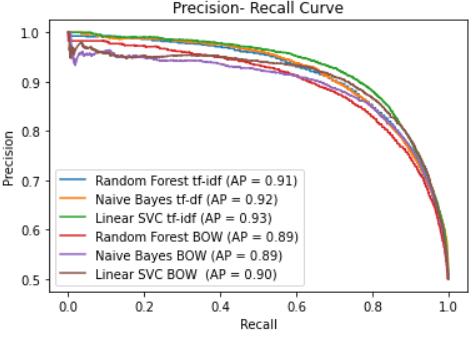 Precision- Recall Curve
1.0
0.9
0.8
0.7
0.6
0.5
Precision
Random Forest tf-idf (AP = 0.91)
Naive Bayes tf-df (AP = 0.92)
Linear SVC tf-idf (AP = 0.93)
Random Forest BOW (AP = 0.89)
Naive Bayes BOW (AP = 0.89)
Linear SVC BOW  (AP = 0.90)
0.0 0.2 0.4 0.6 0.8 1.0
Recall